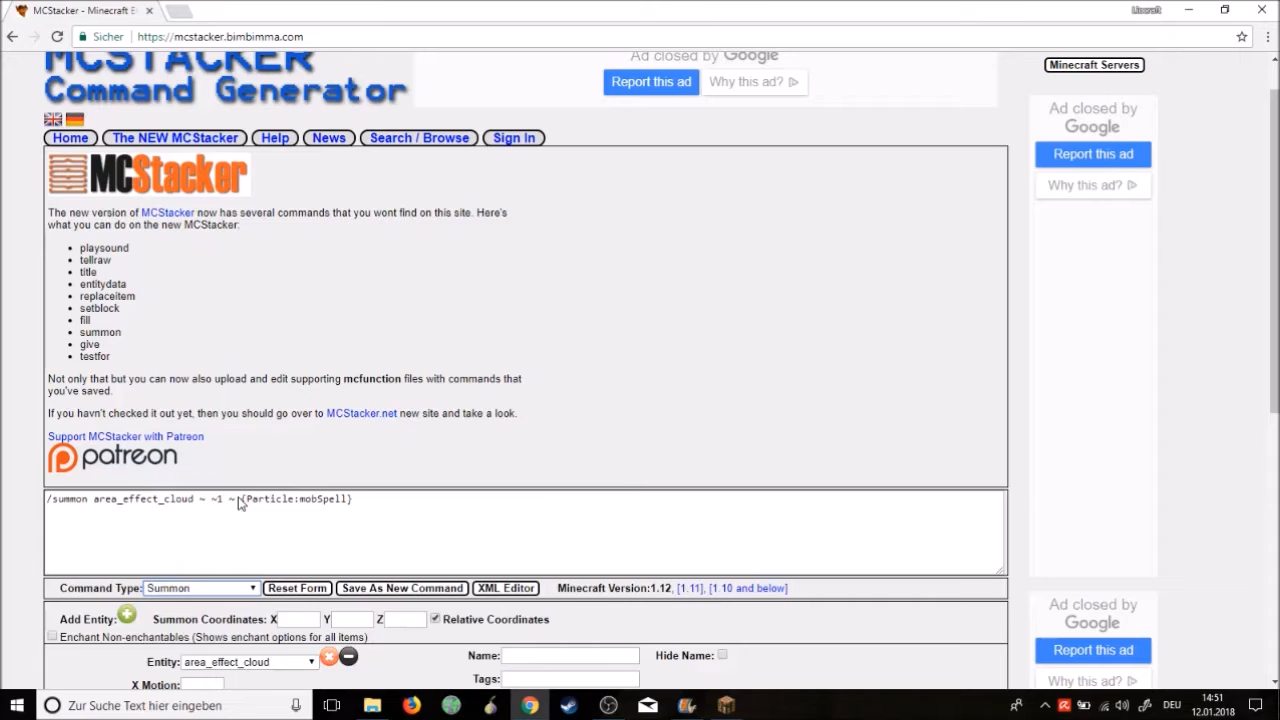 MCStacker - Minecraft E
Limcraft
Sicher https://mcstacker.bimbimma.com
MCSTACKER
Command Generator
Ad closed by Google
Report this ad Why this ad?
Minecraft Servers
Home The NEW MCStacker Help News Search / Browse Sign In
Ad closed by
Google
Report this ad
Why this ad?
MCStacker
The new version of MCStacker now has several commands that you wont find on this site. Here's
what you can do on the new MCStacker:
playsound
tellraw
title
entitydata
replaceitem
setblock
fill
summon
give
testfor
Not only that but you can now also upload and edit supporting mcfunction files with commands that
you've saved.
If you havn't checked it out yet, then you should go over to MCStacker.net new site and take a look.
Support MCStacker with Patreon
patreon
/summon area_effect_cloud ~ ~1 ~ {Particle:mobSpell}
Command Type: Summon Reset Form Save As New Command XML Editor Minecraft Version:1.12, [1.11], [1.10 and below]
Add Entity: Summon Coordinates: X Y Z Relative Coordinates
Enchant Non-enchantables (Shows enchant options for all items)
Entity: area_effect_cloud Name: Hide Name:
X Motion: Tags:
Ad closed by
Google
Report this ad
Why this ad?
Zur Suche Text hier eingeben
DEU
14:51
12.01.2018